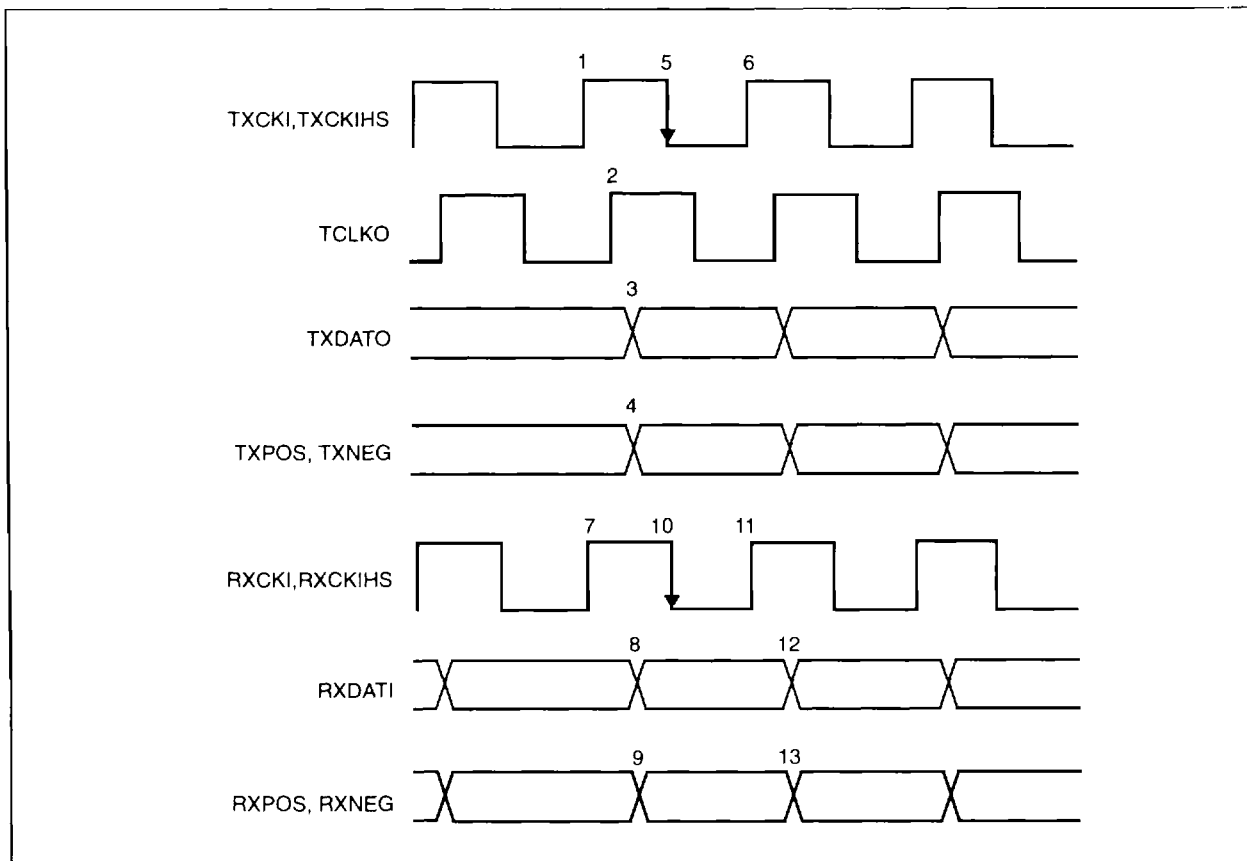 1 5 6
TXCKI,TXCKIHS
2
TCLKO
3
TXDATO
4
TXPOS, TXNEG
7 10 11
RXCKI,RXCKIHS
8 12
RXDATI
9 13
RXPOS, RXNEG